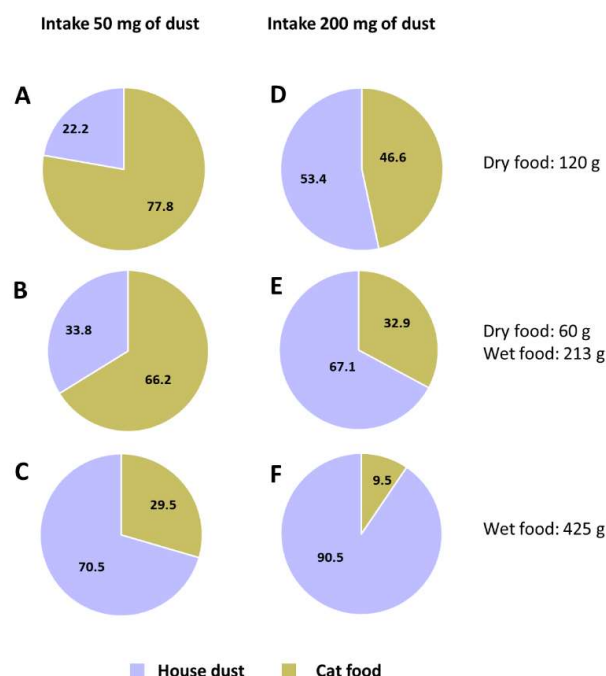 Intake 50 mg of dust
Intake 200 mg of dust
A
22.2
77.8
D
53.4
46.6
Dry food: 120 g
B
33.8
66.2
E
67.1
32.9
Dry food: 60 g
Wet food: 213 g
C
70.5
29.5
F
90.5
9.5
Wet food: 425 g
House dust
Cat food